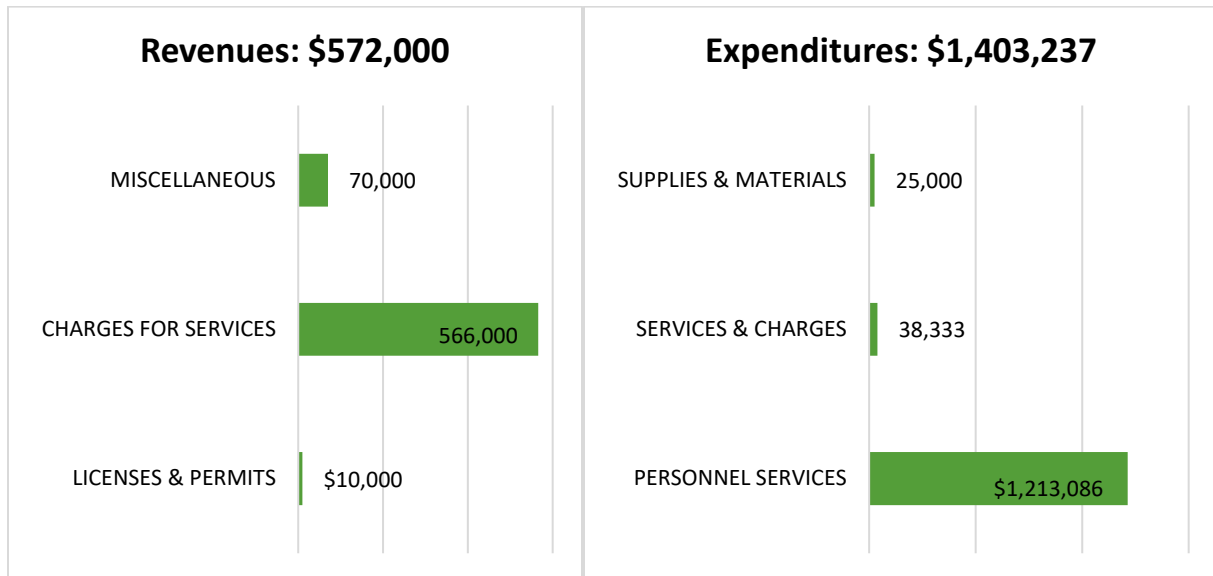 Revenues: $572,000
MISCELLANEOUS 70,000
CHARGES FOR SERVICES 566,000
LICENSES & PERMITS $10,000
Expenditures: $1,403,237
SUPPLIES & MATERIALS 25,000
SERVICES & CHARGES 38,333
PERSONNEL SERVICES $1,213,086